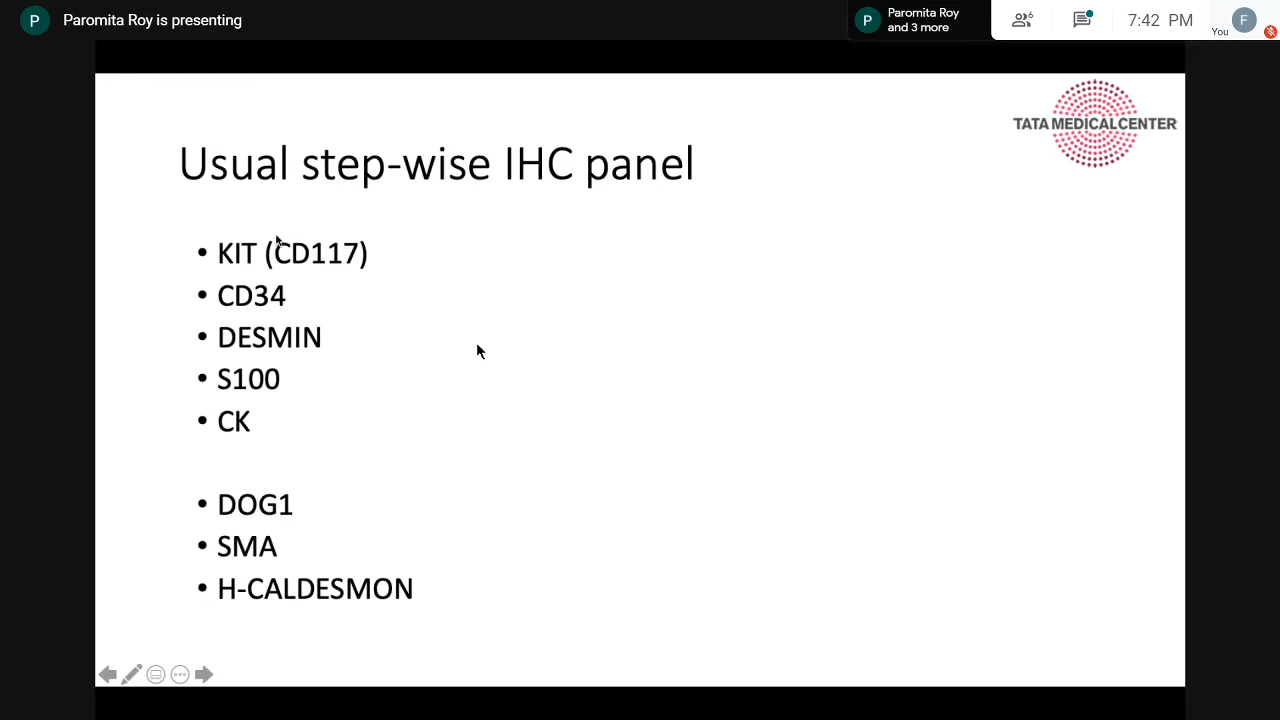 P Paromita Roy is presenting
P Paromita Roy
and 3 more
6
7:42 PM
You
F
TATA MEDICAL CENTER
Usual step-wise IHC panel
• KIT (CD117)
• CD34
• DESMIN
• S100
• CK
• DOG1
• SMA
• H-CALDESMON